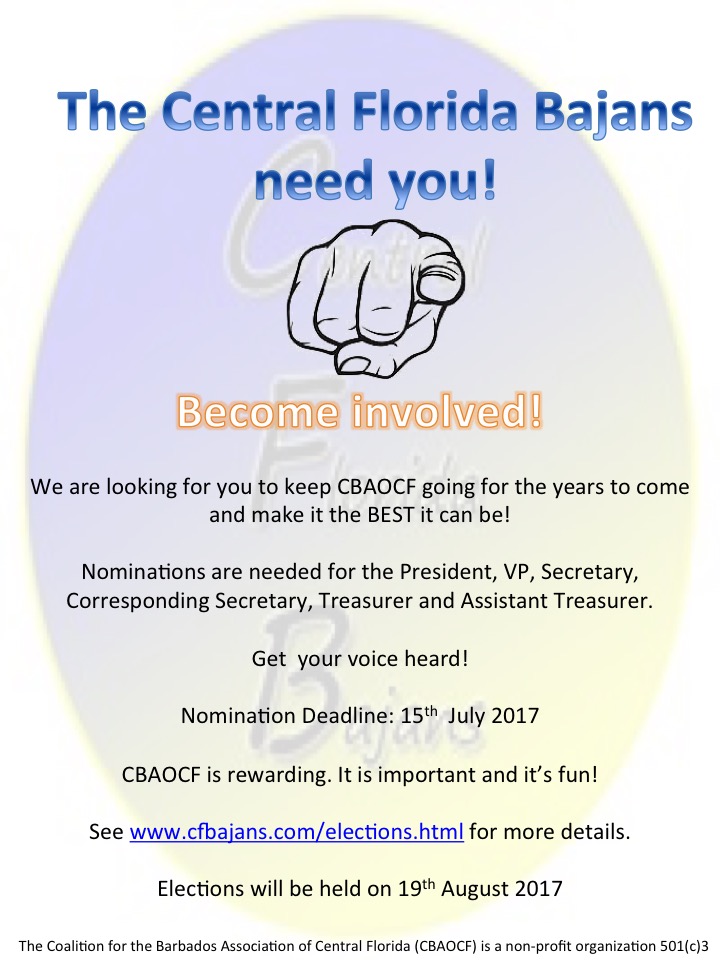 The Central Florida Bajans
need you!
Central
Become involved!
Florida
We are looking for you to keep CBAOCF going for the years to come
and make it the BEST it can be!
Nominations are needed for the President, VP, Secretary,
Corresponding Secretary, Treasurer and Assistant Treasurer.
Get  your voice heard!
Bajans
Nomination Deadline: 15th  July 2017
CBAOCF is rewarding. It is important and it’s fun!
See www.cfbajans.com/elections.html for more details.
Elections will be held on 19th August 2017
The Coalition for the Barbados Association of Central Florida (CBAOCF) is a non-profit organization 501(c)3